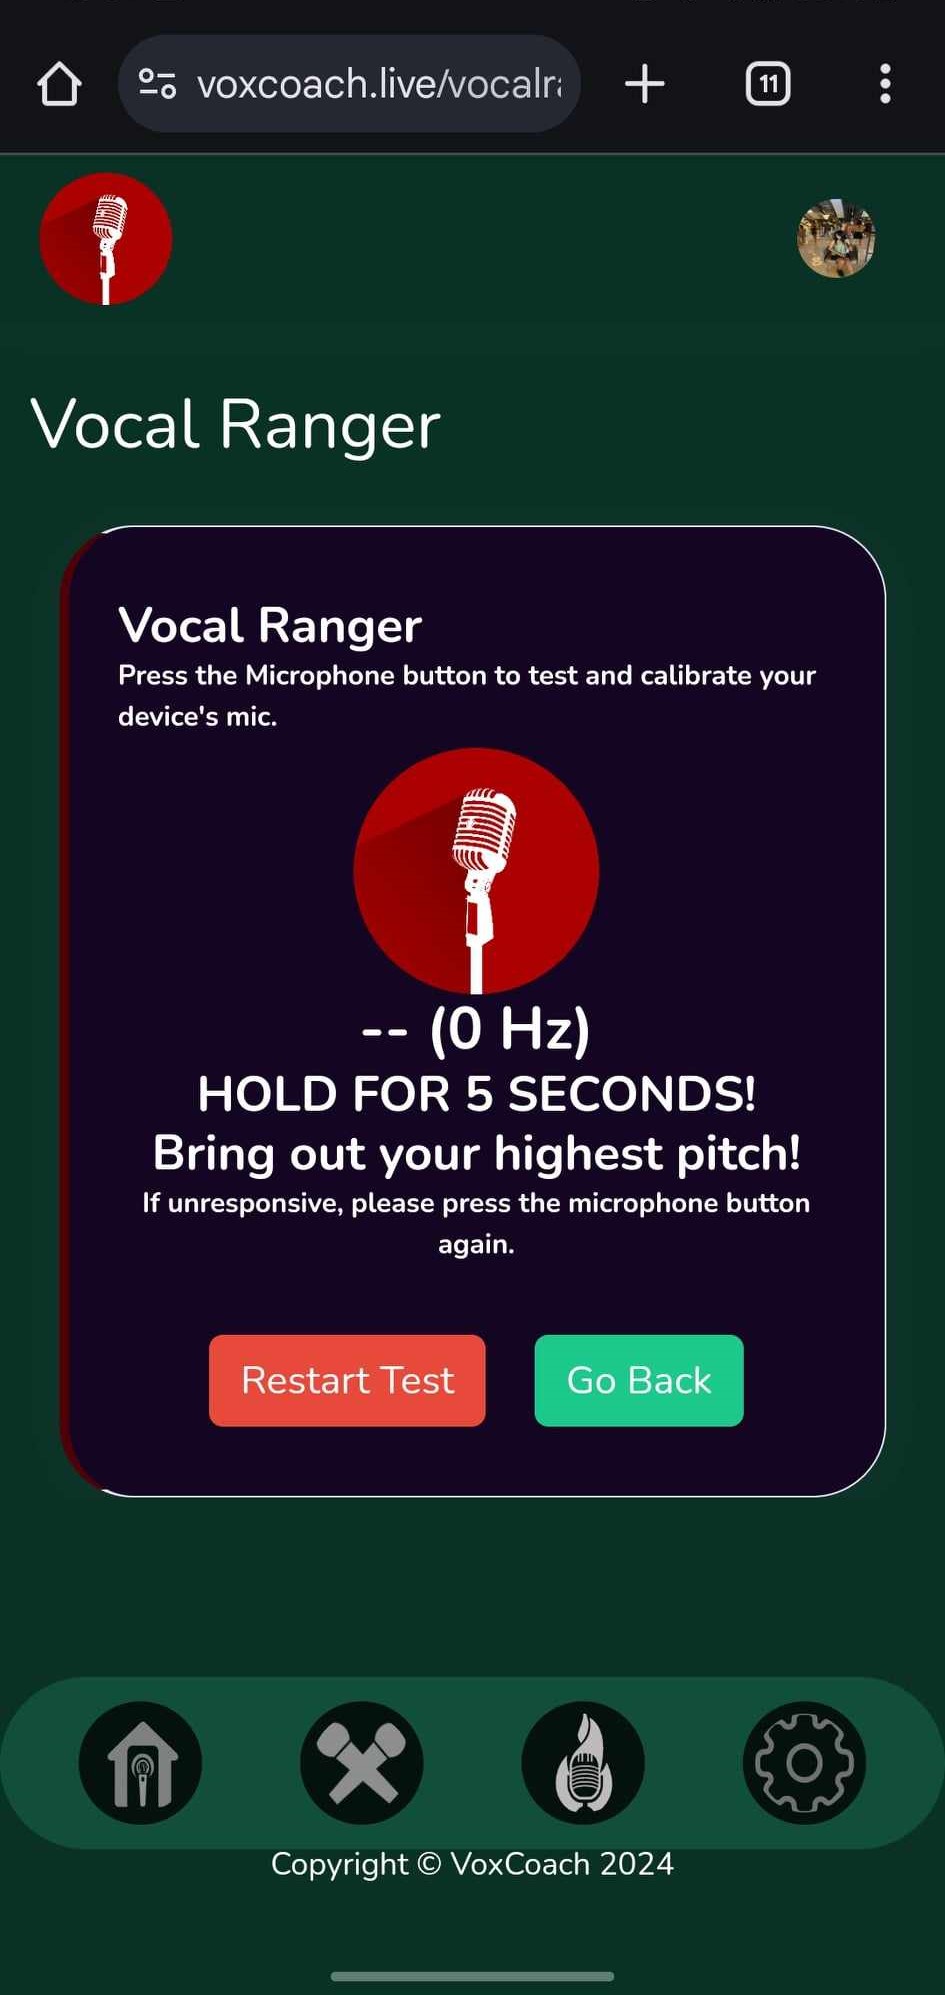 voxcoach.live/vocalra
11
Vocal Ranger
Vocal Ranger
Press the Microphone button to test and calibrate your
device's mic.
-- (0 Hz)
HOLD FOR 5 SECONDS!
Bring out your highest pitch!
If unresponsive, please press the microphone button
again.
Restart Test
Go Back
Copyright © VoxCoach 2024